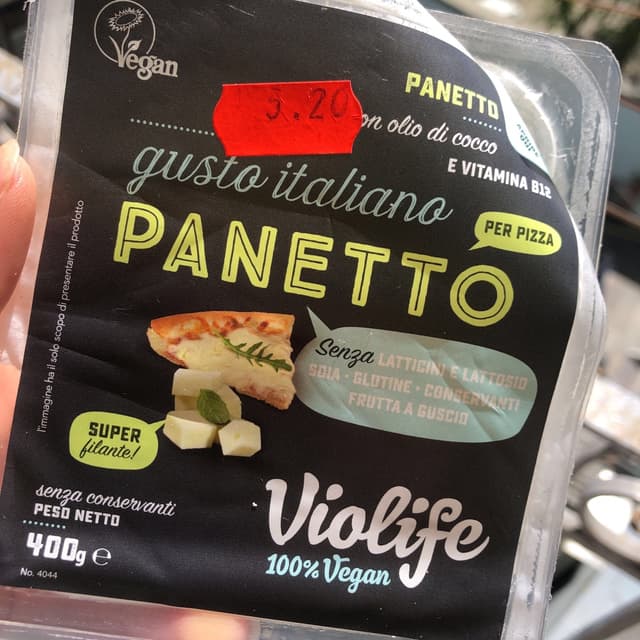 Vegan
PANETTO
on olio di cocco
E VITAMINA B12
3.20
gusto italiano
PANETTO
PER PIZZA
Senza LATTICINI E LATTOSIO
SOIA · GLUTINE · CONSERVANTI
FRUTTA A GUSCIO
SUPER
filante!
l'immagine ha il solo scopo di presentare il prodotto
senza conservanti
PESO NETTO
400g e
No. 4044
Violife
100% Vegan